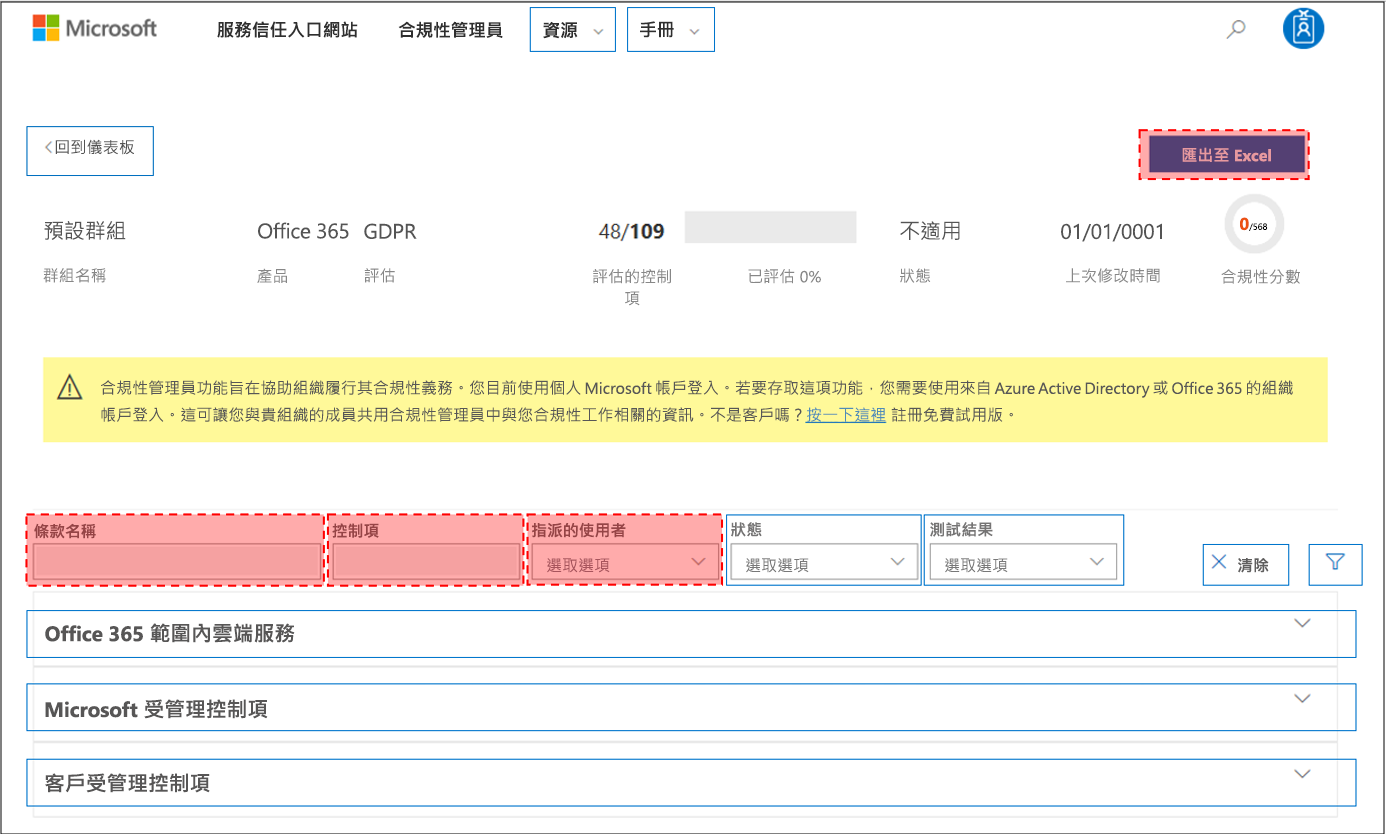 Microsoft 服務信任入口網站 合規性管理員 資源 手冊
回到儀表板
匯出至 Excel
預設群組 Office 365 GDPR 48/109 不適用 01/01/0001 0/568
群組名稱 產品 評估 評估的控制項 已評估 0% 狀態 上次修改時間 合規性分數
合規性管理員功能旨在協助組織履行其合規性義務。您目前使用個人 Microsoft 帳戶登入。若要存取這項功能，您需要使用來自 Azure Active Directory 或 Office 365 的組織
帳戶登入。這可讓您與貴組織的成員共用合規性管理員中與您合規性工作相關的資訊。不是客戶嗎？按一下這裡 註冊免費試用版。
條款名稱 控制項 指派的使用者 狀態 測試結果
選取選項 選取選項 選取選項 清除
Office 365 範圍內雲端服務
Microsoft 受管理控制項
客戶受管理控制項